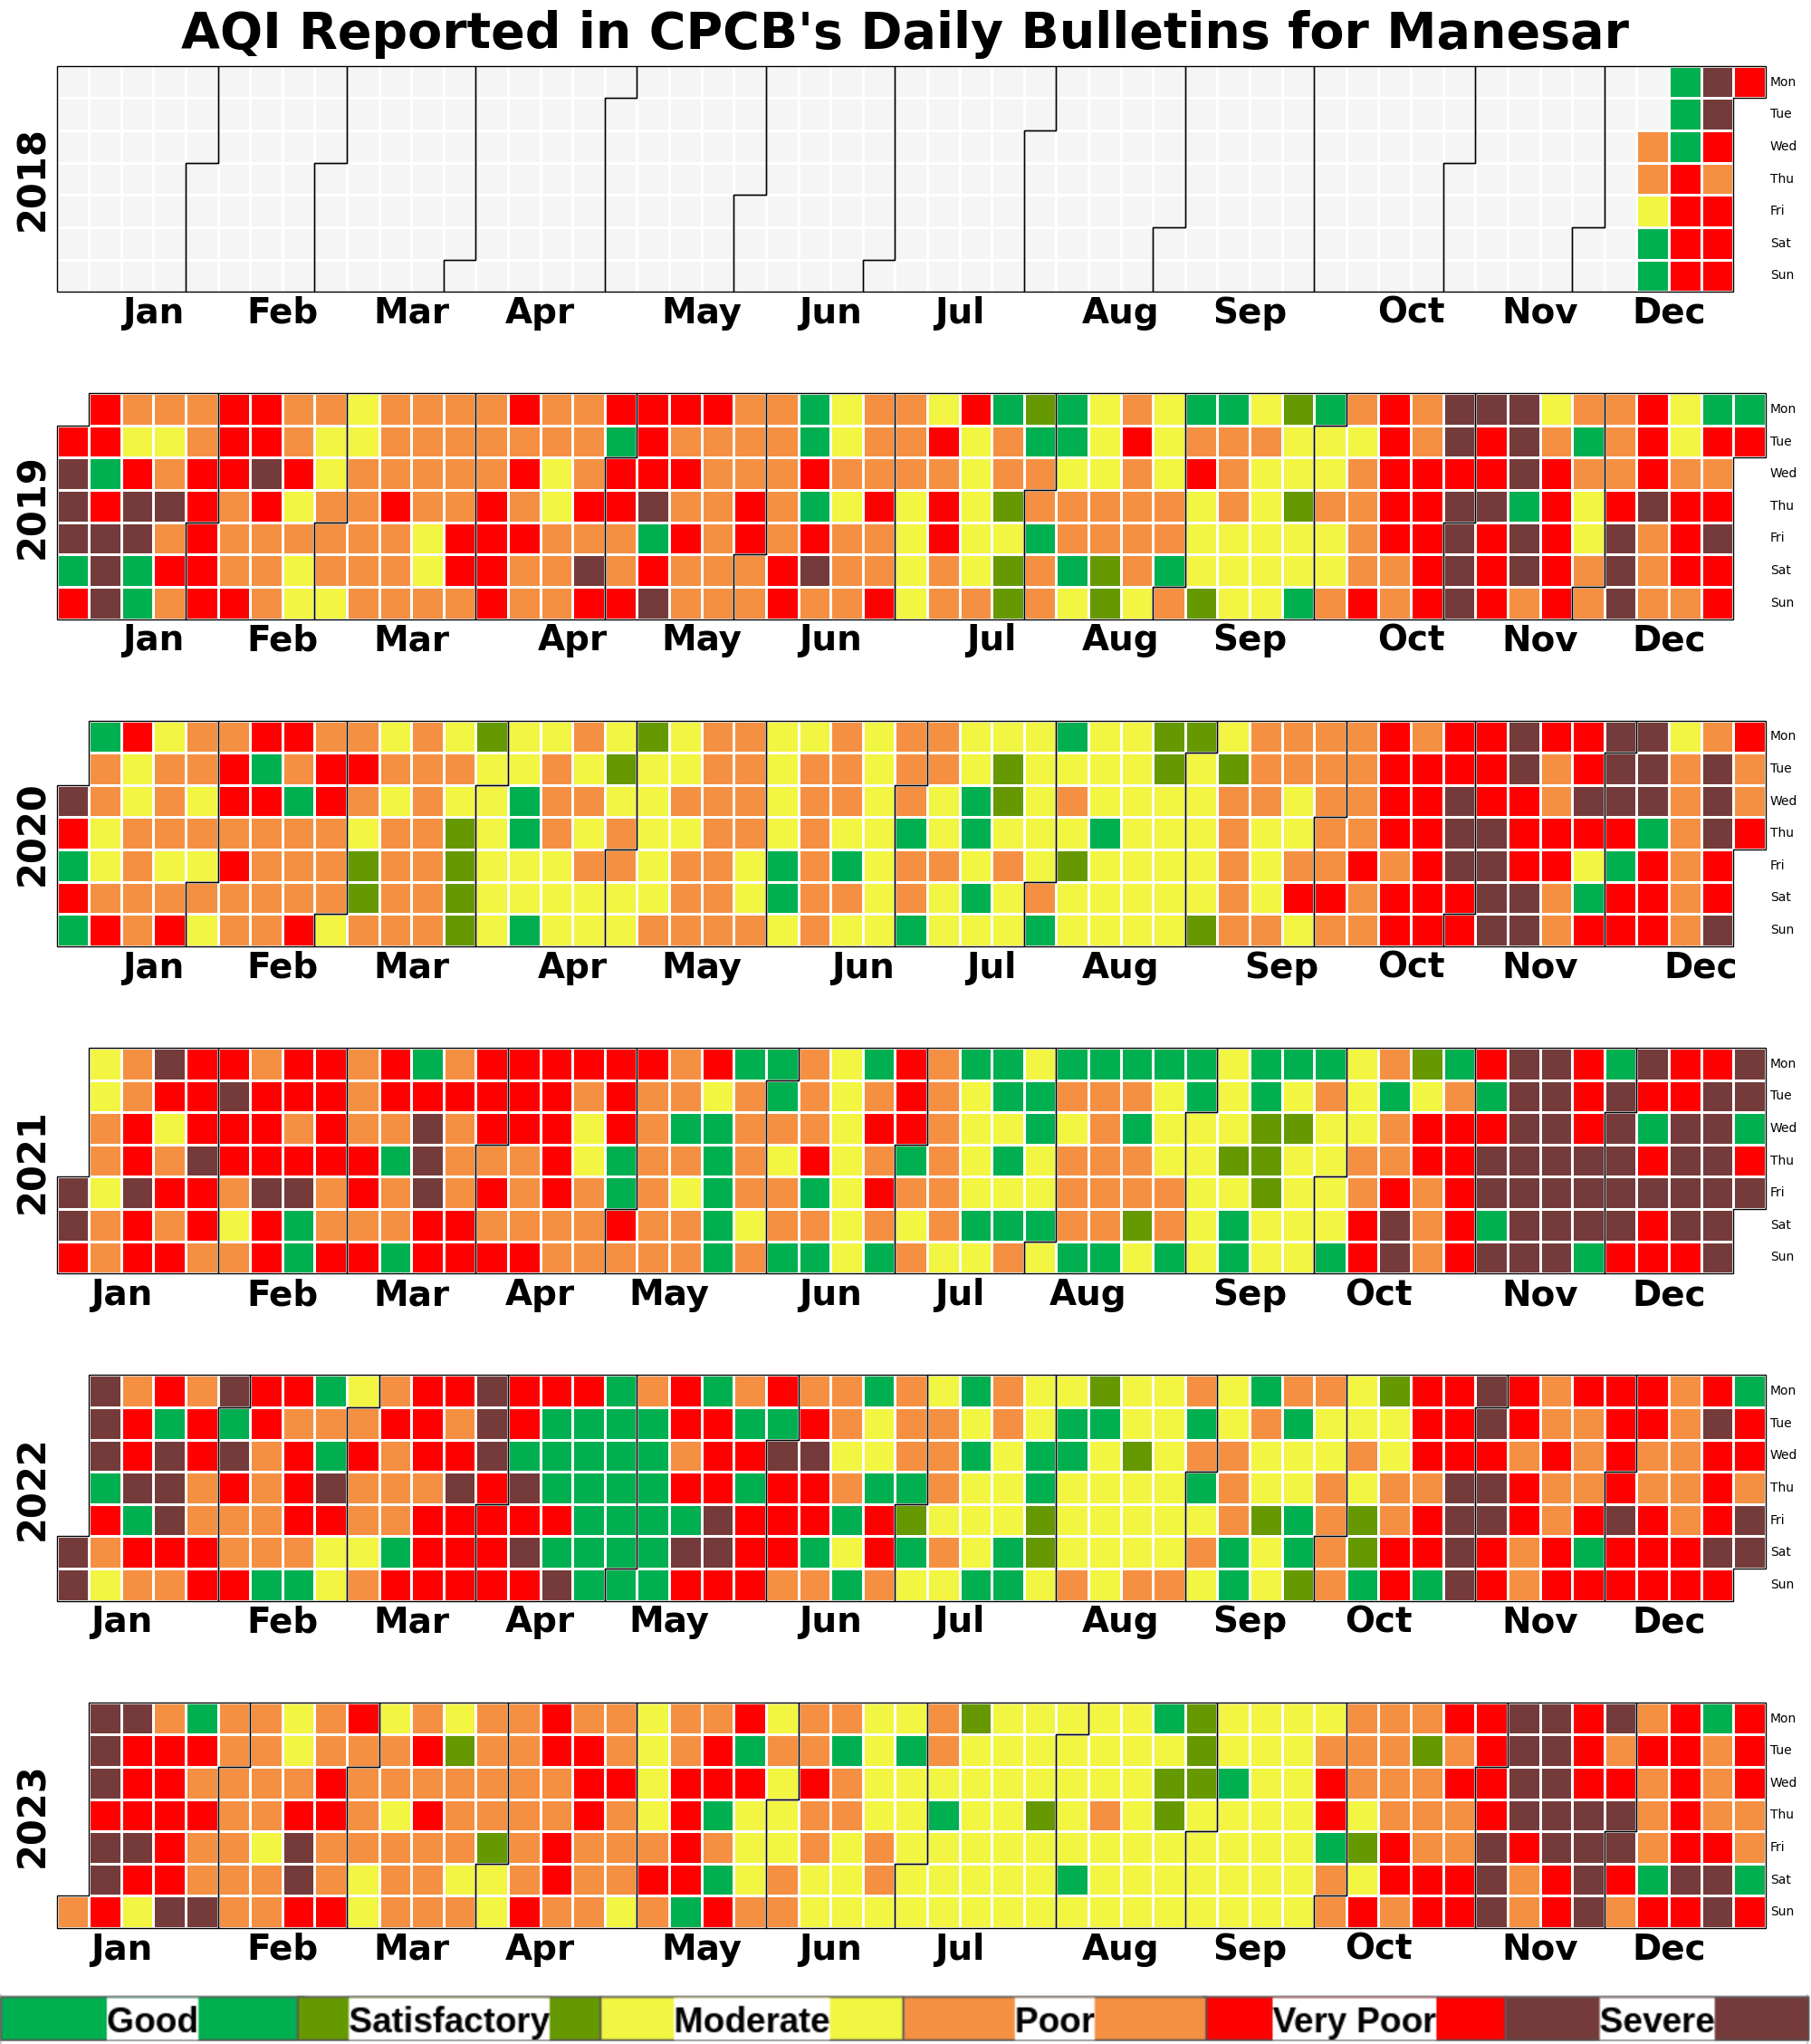 AQI Reported in CPCB's Daily Bulletins for Manesar
2018
Mon
Tue
Wed
Thu
Fri
Sat
Sun
Jan Feb Mar Apr May Jun Jul Aug Sep Oct Nov Dec
2019
Mon
Tue
Wed
Thu
Fri
Sat
Sun
Jan Feb Mar Apr May Jun Jul Aug Sep Oct Nov Dec
2020
Mon
Tue
Wed
Thu
Fri
Sat
Sun
Jan Feb Mar Apr May Jun Jul Aug Sep Oct Nov Dec
2021
Mon
Tue
Wed
Thu
Fri
Sat
Sun
Jan Feb Mar Apr May Jun Jul Aug Sep Oct Nov Dec
2022
Mon
Tue
Wed
Thu
Fri
Sat
Sun
Jan Feb Mar Apr May Jun Jul Aug Sep Oct Nov Dec
2023
Mon
Tue
Wed
Thu
Fri
Sat
Sun
Jan Feb Mar Apr May Jun Jul Aug Sep Oct Nov Dec
Good Satisfactory Moderate Poor Very Poor Severe